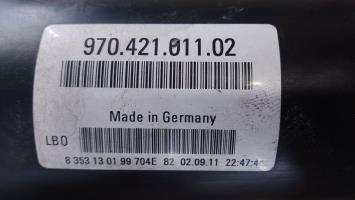 970.421.011.02
Made in Germany
LB0
8 353 13 01 99 704E 82 02.09.11 22:47:4